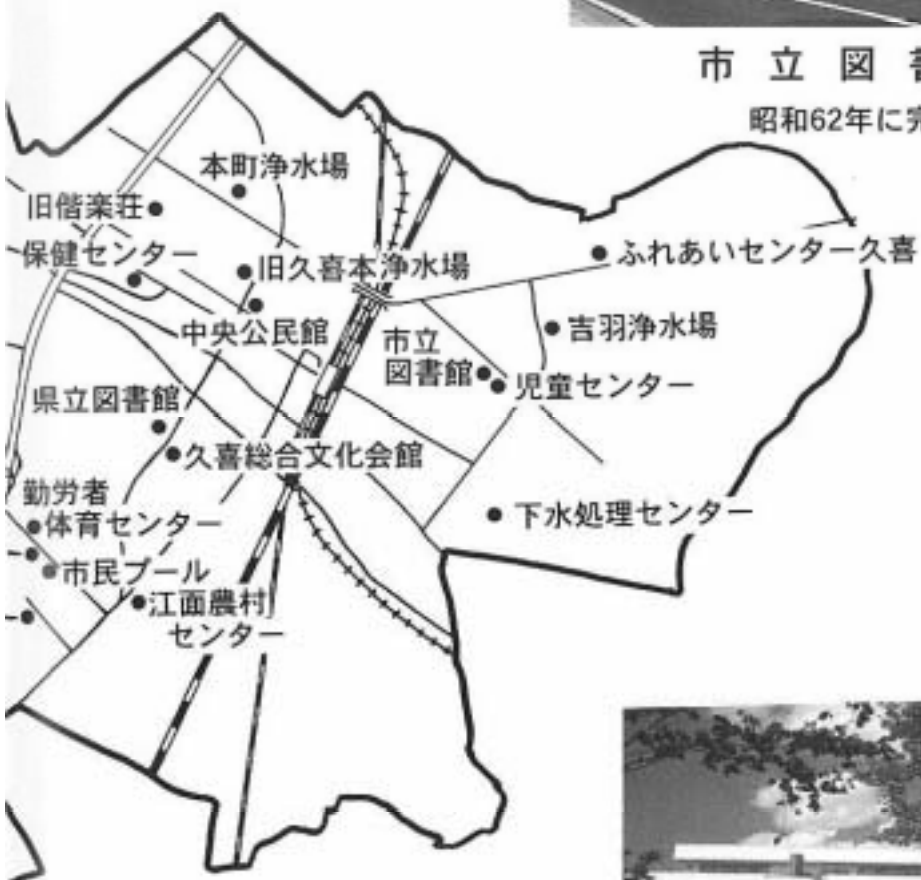 市立図
昭和62年に
本町浄水場
旧偕楽荘
保健センター
旧久喜本浄水場
ふれあいセンター久喜
中央公民館
吉羽浄水場
市立
図書館
児童センター
県立図書館
久喜総合文化会館
勤労者
体育センター
下水処理センター
市民プール
江面農村
センター